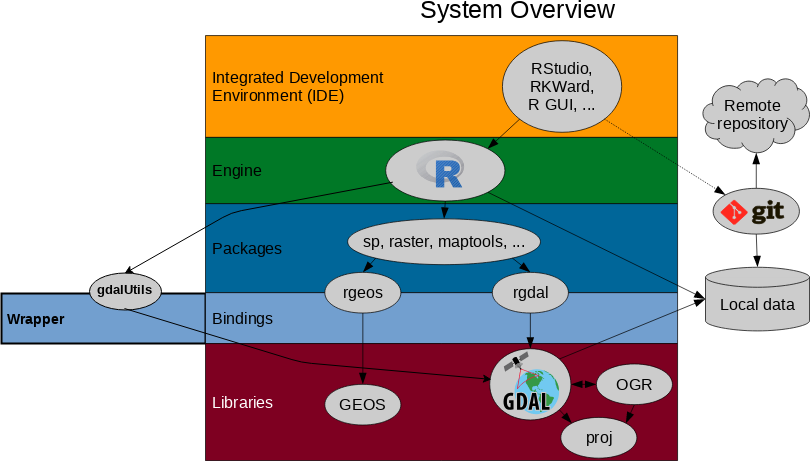 System Overview
Integrated Development
Environment (IDE)
RStudio,
RKWard,
R GUI, ...
Remote
repository
Engine
R
git
Packages
sp, raster, maptools, ...
gdalUtils
rgeos
rgdal
Local data
Wrapper
Bindings
Libraries
GEOS
GDAL
OGR
proj